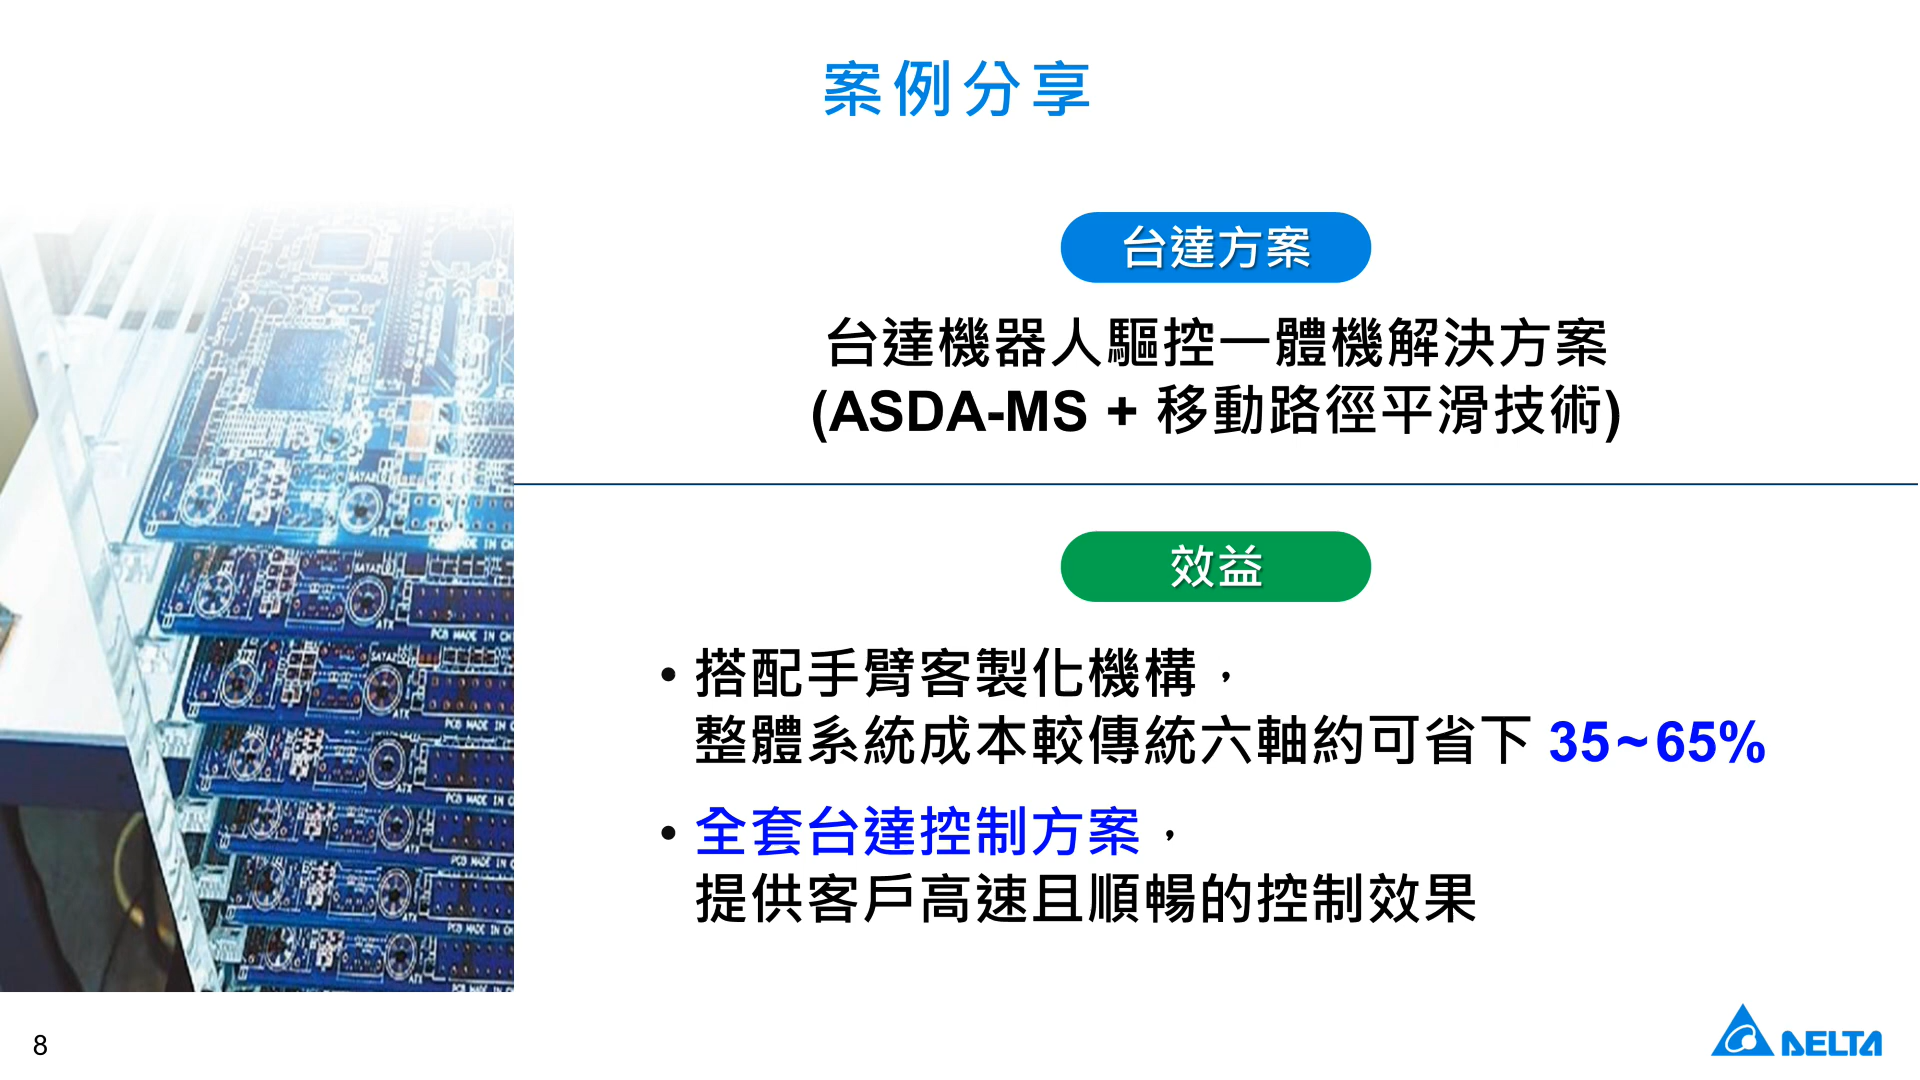 案例分享
台達方案
台達機器人驅控一體機解決方案
(ASDA-MS + 移動路徑平滑技術)
效益
• 搭配手臂客製化機構，
整體系統成本較傳統六軸約可省下 35~65%
• 全套台達控制方案，
提供客戶高速且順暢的控制效果
8
DELTA